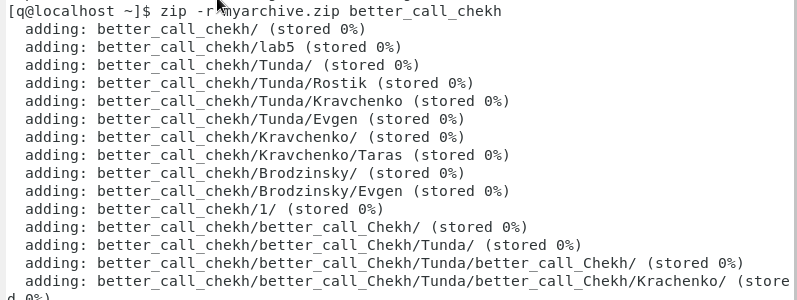 [q@localhost ~]$ zip -r myarchive.zip better_call_chekh
adding: better_call_chekh/ (stored 0%)
adding: better_call_chekh/lab5 (stored 0%)
adding: better_call_chekh/Tunda/ (stored 0%)
adding: better_call_chekh/Tunda/Rostik (stored 0%)
adding: better_call_chekh/Tunda/Kravchenko (stored 0%)
adding: better_call_chekh/Tunda/Evgen (stored 0%)
adding: better_call_chekh/Kravchenko/ (stored 0%)
adding: better_call_chekh/Kravchenko/Taras (stored 0%)
adding: better_call_chekh/Brodzinsky/ (stored 0%)
adding: better_call_chekh/Brodzinsky/Evgen (stored 0%)
adding: better_call_chekh/1/ (stored 0%)
adding: better_call_chekh/better_call_Chekh/ (stored 0%)
adding: better_call_chekh/better_call_Chekh/Tunda/ (stored 0%)
adding: better_call_chekh/better_call_Chekh/Tunda/better_call_Chekh/ (stored 0%)
adding: better_call_chekh/better_call_Chekh/Tunda/better_call_Chekh/Krachenko/ (store
d 0%)